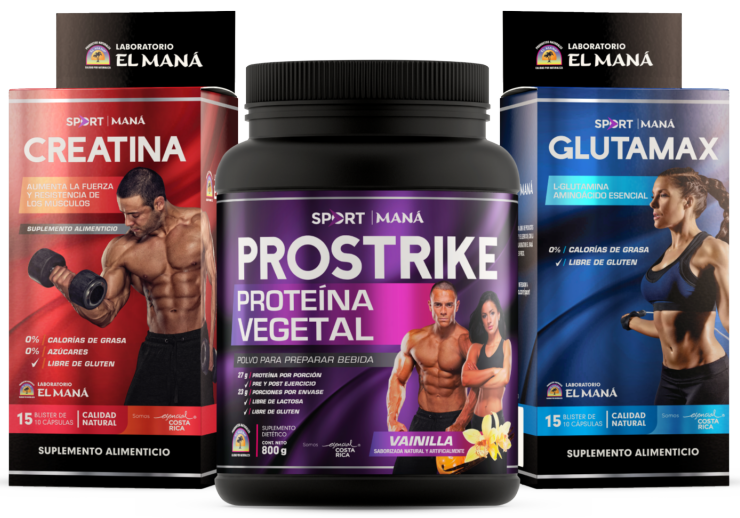 LABORATORIO
EL MANÁ
SPORT | MANÁ
CREATINA
AUMENTA LA FUERZA
Y RESISTENCIA DE
LOS MÚSCULOS
SUPLEMENTO ALIMENTICIO
0% CALORÍAS DE GRASA
0% AZÚCARES
✓ LIBRE DE GLUTEN
LABORATORIO
EL MANÁ
15 BLISTER DE
10 CÁPSULAS
CALIDAD
NATURAL
Somos esencial
COSTA
RICA
SUPLEMENTO ALIMENTICIO
SPORT | MANÁ
PROSTRIKE
PROTEÍNA
VEGETAL
POLVO PARA PREPARAR BEBIDA
27 g PROTEÍNA POR PORCIÓN
✓ PRE Y POST EJERCICIO
23 g PORCIONES POR ENVASE
✓ LIBRE DE LACTOSA
✓ LIBRE DE GLUTEN
SUPLEMENTO
DIETÉTICO
CONT. NETO
800 g
Somos esencial
COSTA
RICA
VAINILLA
SABORIZADA NATURAL Y ARTIFICIALMENTE
LABORATORIO
EL MANÁ
SPORT | MANÁ
GLUTAMAX
L-GLUTAMINA
AMINOÁCIDO ESENCIAL
0% CALORÍAS DE GRASA
✓ LIBRE DE GLUTEN
LABORATORIO
EL MANÁ
15 BLISTER DE
10 CÁPSULAS
CALIDAD
NATURAL
Somos esencial
COSTA
RICA
SUPLEMENTO ALIMENTICIO